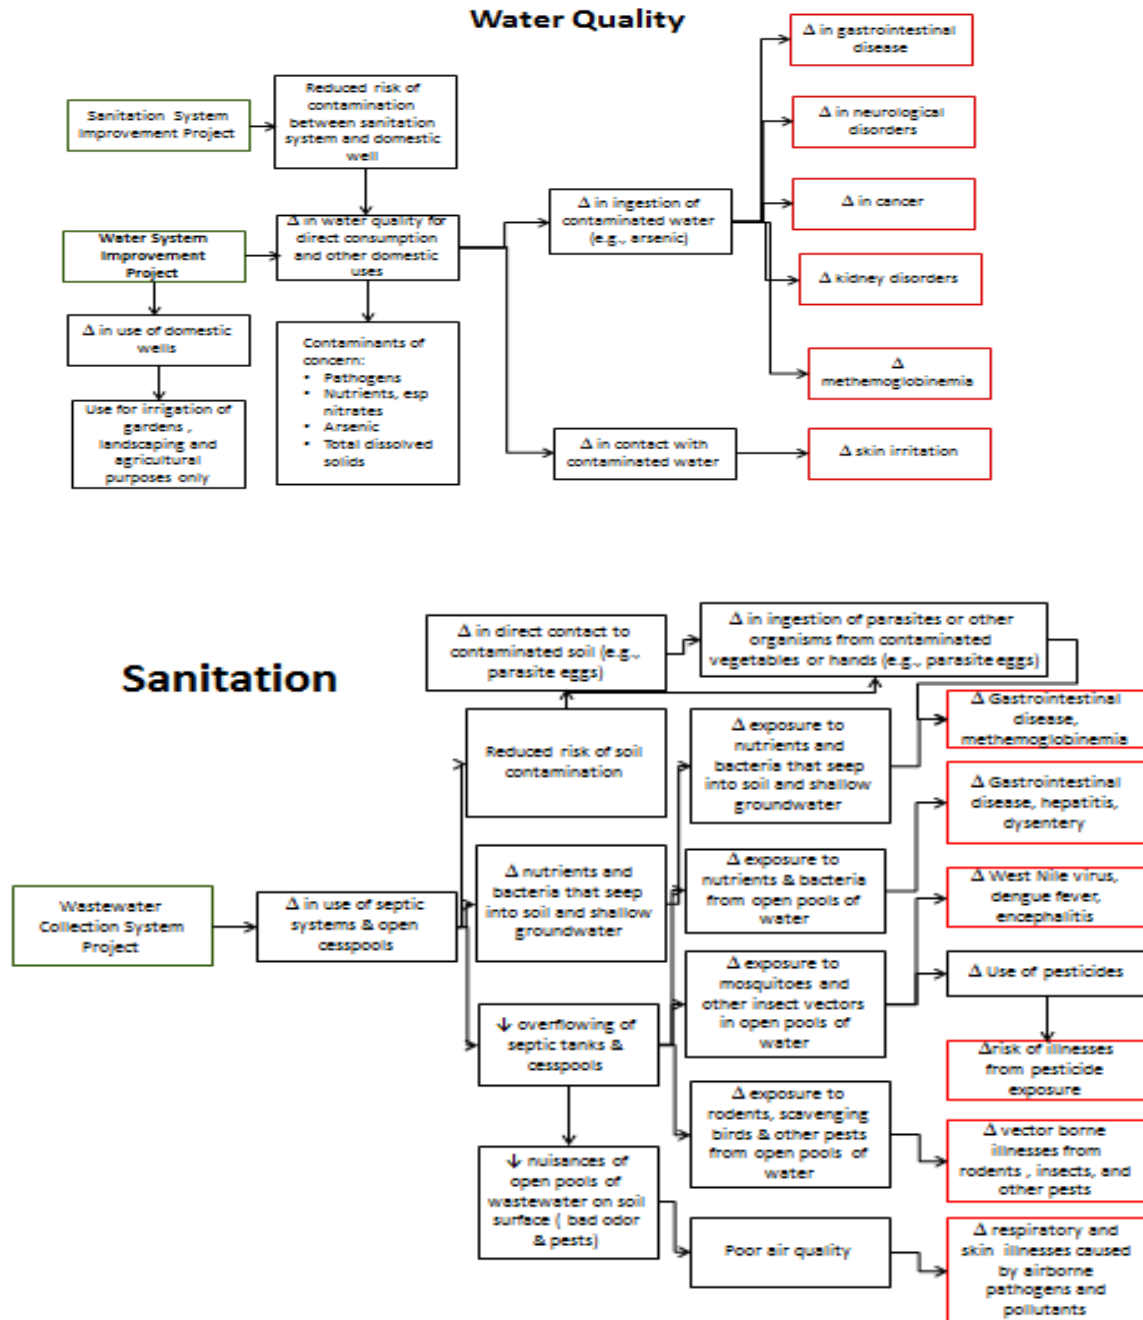 Water Quality
Δ in gastrointestinal
disease
Reduced risk of
contamination
between sanitation
system and domestic
well
Sanitation System
Improvement Project
Δ in neurological
disorders
Δ in ingestion of
contaminated water
(e.g., arsenic)
Δ in cancer
Δ in water quality for
direct consumption
and other domestic
uses
Water System
Improvement
Project
Δ kidney disorders
Δ in use of domestic
wells
Contaminants of
concern:
• Pathogens
• Nutrients, esp
nitrates
• Arsenic
• Total dissolved
solids
Δ
methemoglobinemia
Use for irrigation of
gardens ,
landscaping and
agricultural
purposes only
Δ in contact with
contaminated water
Δ skin irritation
Sanitation
Δ in direct contact to
contaminated soil (e.g.,
parasite eggs)
Δ in ingestion of parasites or other
organisms from contaminated
vegetables or hands (e.g., parasite eggs)
Reduced risk of soil
contamination
Δ exposure to
nutrients and
bacteria that seep
into soil and shallow
groundwater
Δ Gastrointestinal
disease,
methemoglobinemia
Δ Gastrointestinal
disease, hepatitis,
dysentery
Wastewater
Collection System
Project
Δ in use of septic
systems & open
cesspools
Δ nutrients and
bacteria that seep
into soil and shallow
groundwater
Δ exposure to
nutrients & bacteria
from open pools of
water
Δ West Nile virus,
dengue fever,
encephalitis
Δ exposure to
mosquitoes and
other insect vectors
in open pools of
water
Δ Use of pesticides
↓ overflowing of
septic tanks &
cesspools
Δrisk of illnesses
from pesticide
exposure
Δ exposure to
rodents, scavenging
birds & other pests
from open pools of
water
Δ vector borne
illnesses from
rodents , insects, and
other pests
↓ nuisances of
open pools of
wastewater on soil
surface ( bad odor
& pests)
Poor air quality
Δ respiratory and
skin illnesses caused
by airborne
pathogens and
pollutants